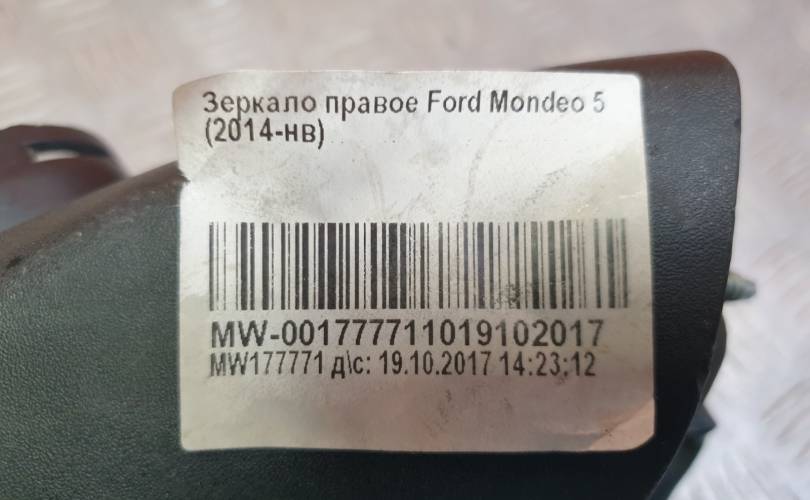 Зеркало правое Ford Mondeo 5
(2014-нв)
MW-001777711019102017
MW177771 д\с: 19.10.2017 14:23:12